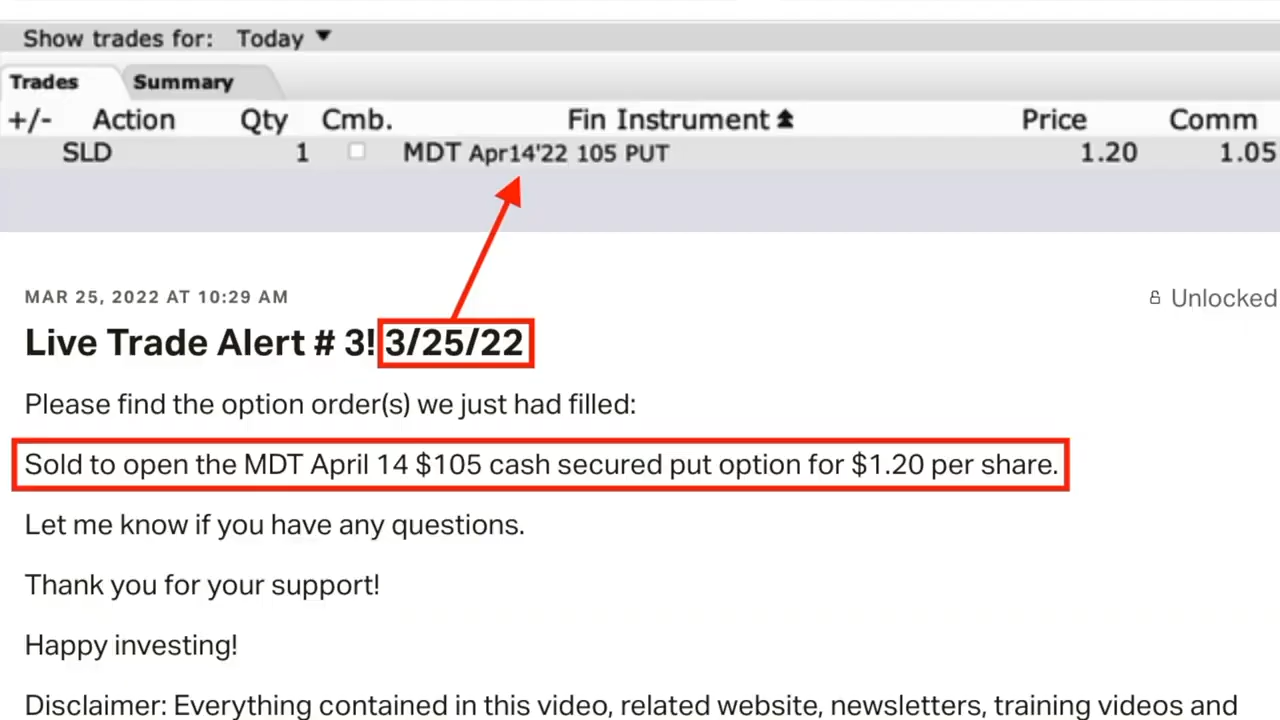 Show trades for: Today ▼
Trades Summary
+/- Action Qty Cmb. Fin Instrument Price Comm
SLD 1 MDT Apr14'22 105 PUT 1.20 1.05
MAR 25, 2022 AT 10:29 AM Unlocked
Live Trade Alert # 3! 3/25/22
Please find the option order(s) we just had filled:
Sold to open the MDT April 14 $105 cash secured put option for $1.20 per share.
Let me know if you have any questions.
Thank you for your support!
Happy investing!
Disclaimer: Everything contained in this video, related website, newsletters, training videos and